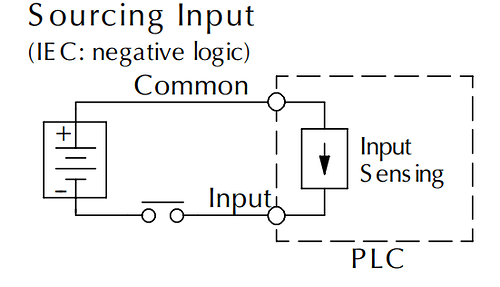 Sourcing Input
(IEC: negative logic)
Common
+
Input
Sensing
-
Input
PLC